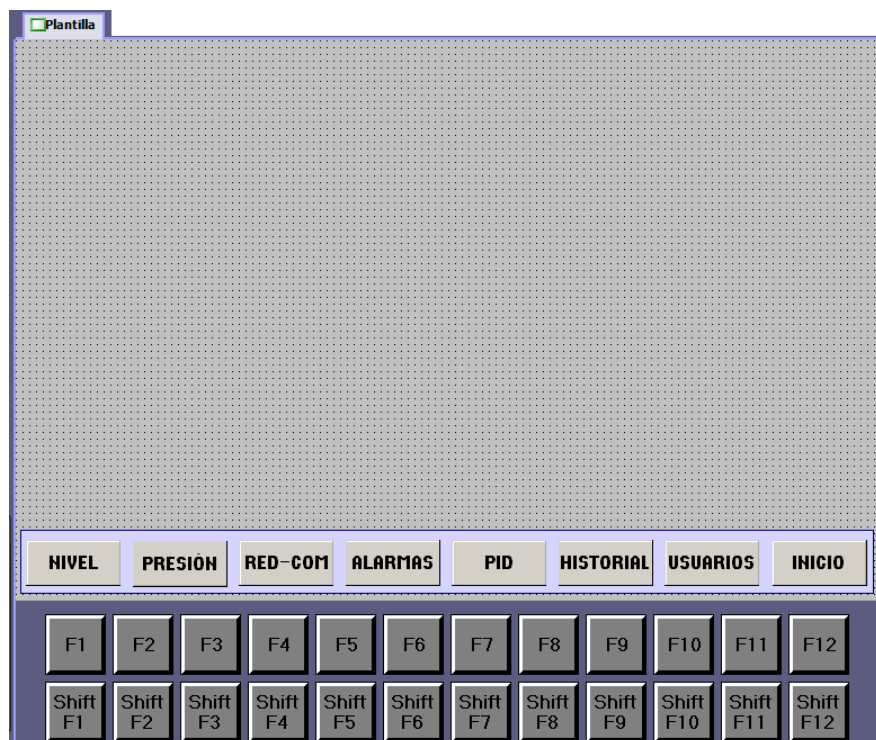 Plantilla
NIVEL PRESIÓN RED-COM ALARMAS PID HISTORIAL USUARIOS INICIO
F1 F2 F3 F4 F5 F6 F7 F8 F9 F10 F11 F12
Shift Shift Shift Shift Shift Shift Shift Shift Shift Shift Shift Shift
F1 F2 F3 F4 F5 F6 F7 F8 F9 F10 F11 F12